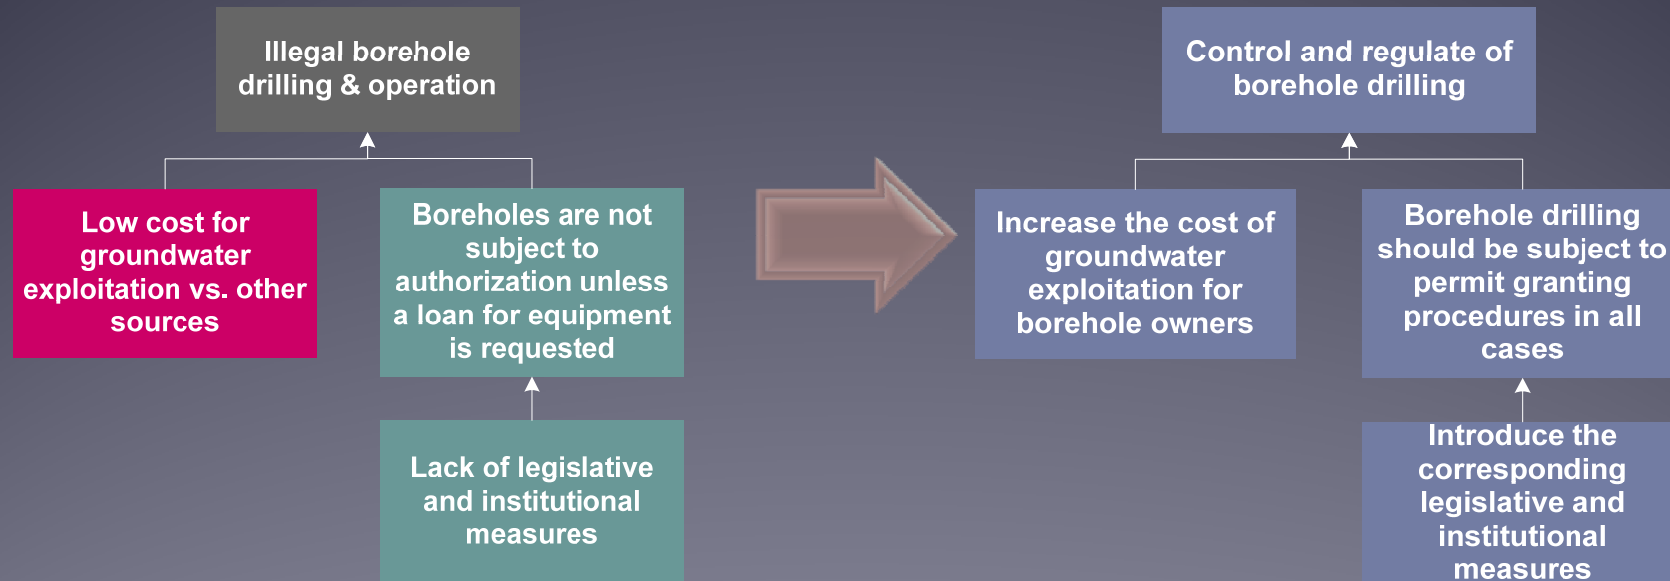 Illegal borehole
drilling & operation
Low cost for
groundwater
exploitation vs. other
sources
Boreholes are not
subject to
authorization unless
a loan for equipment
is requested
Lack of legislative
and institutional
measures
Control and regulate of
borehole drilling
Increase the cost of
groundwater
exploitation for
borehole owners
Borehole drilling
should be subject to
permit granting
procedures in all
cases
Introduce the
corresponding
legislative and
institutional
measures